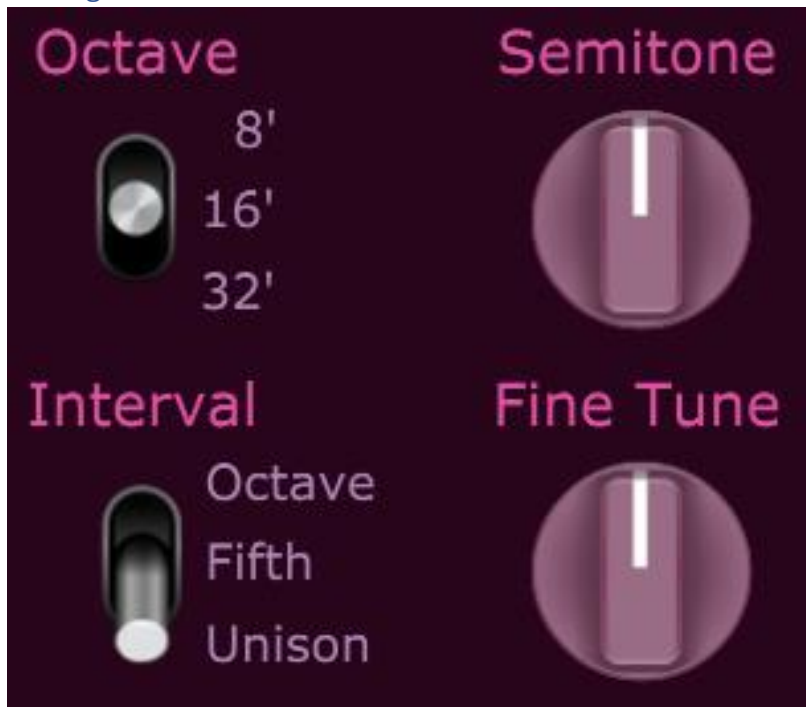 Octave
Semitone
8'
16'
32'
Interval
Fine Tune
Octave
Fifth
Unison